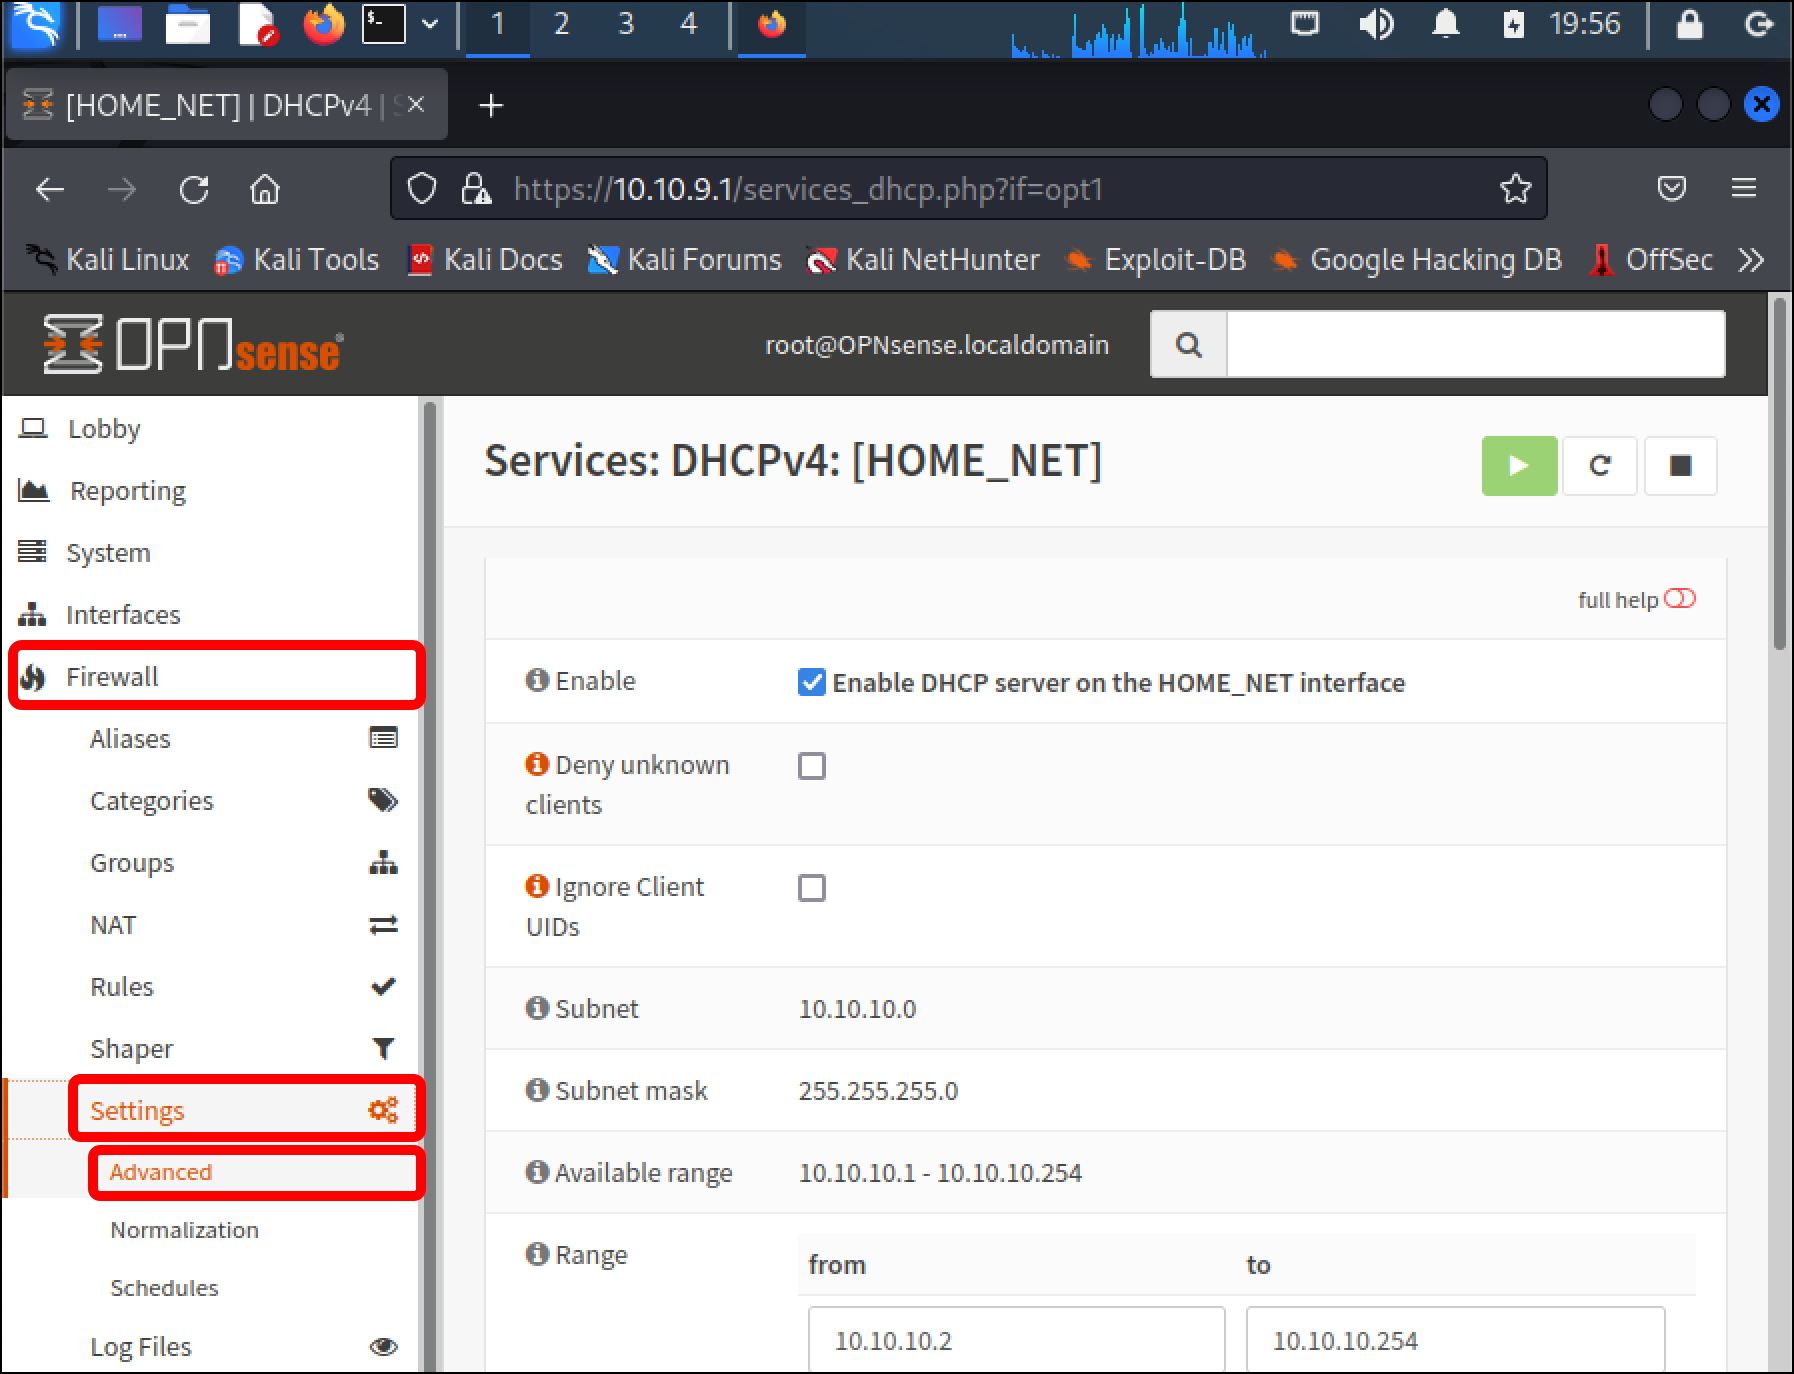 1 2 3 4 19:56
[HOME_NET] | DHCPv4 |
https://10.10.9.1/services_dhcp.php?if=opt1
Kali Linux Kali Tools Kali Docs Kali Forums Kali NetHunter Exploit-DB Google Hacking DB OffSec
OPNsense root@OPNsense.localdomain
Lobby
Reporting
System
Interfaces
Firewall
Aliases
Categories
Groups
NAT
Rules
Shaper
Settings
Advanced
Normalization
Schedules
Log Files
Services: DHCPv4: [HOME_NET]
full help
Enable Enable DHCP server on the HOME_NET interface
Deny unknown
clients
Ignore Client
UIDs
Subnet 10.10.10.0
Subnet mask 255.255.255.0
Available range 10.10.10.1 - 10.10.10.254
Range from to
10.10.10.2 10.10.10.254